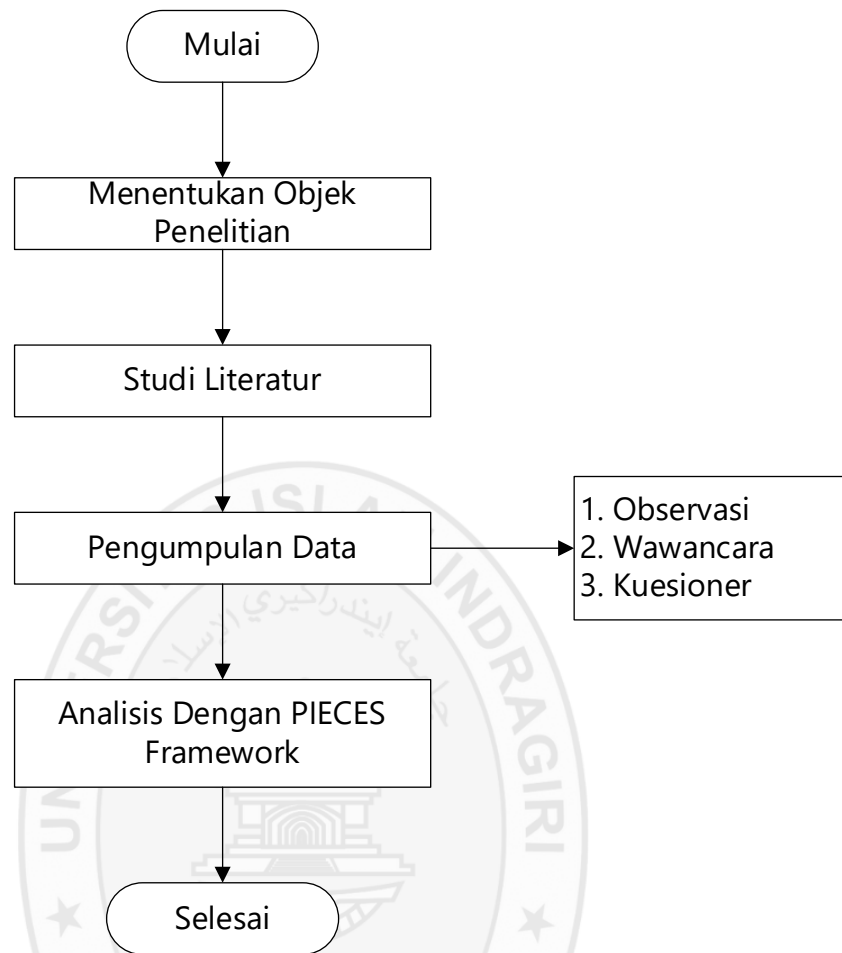 Mulai
Menentukan Objek
Penelitian
Studi Literatur
Pengumpulan Data
1. Observasi
2. Wawancara
3. Kuesioner
Analisis Dengan PIECES
Framework
Selesai
INDRAGIRI